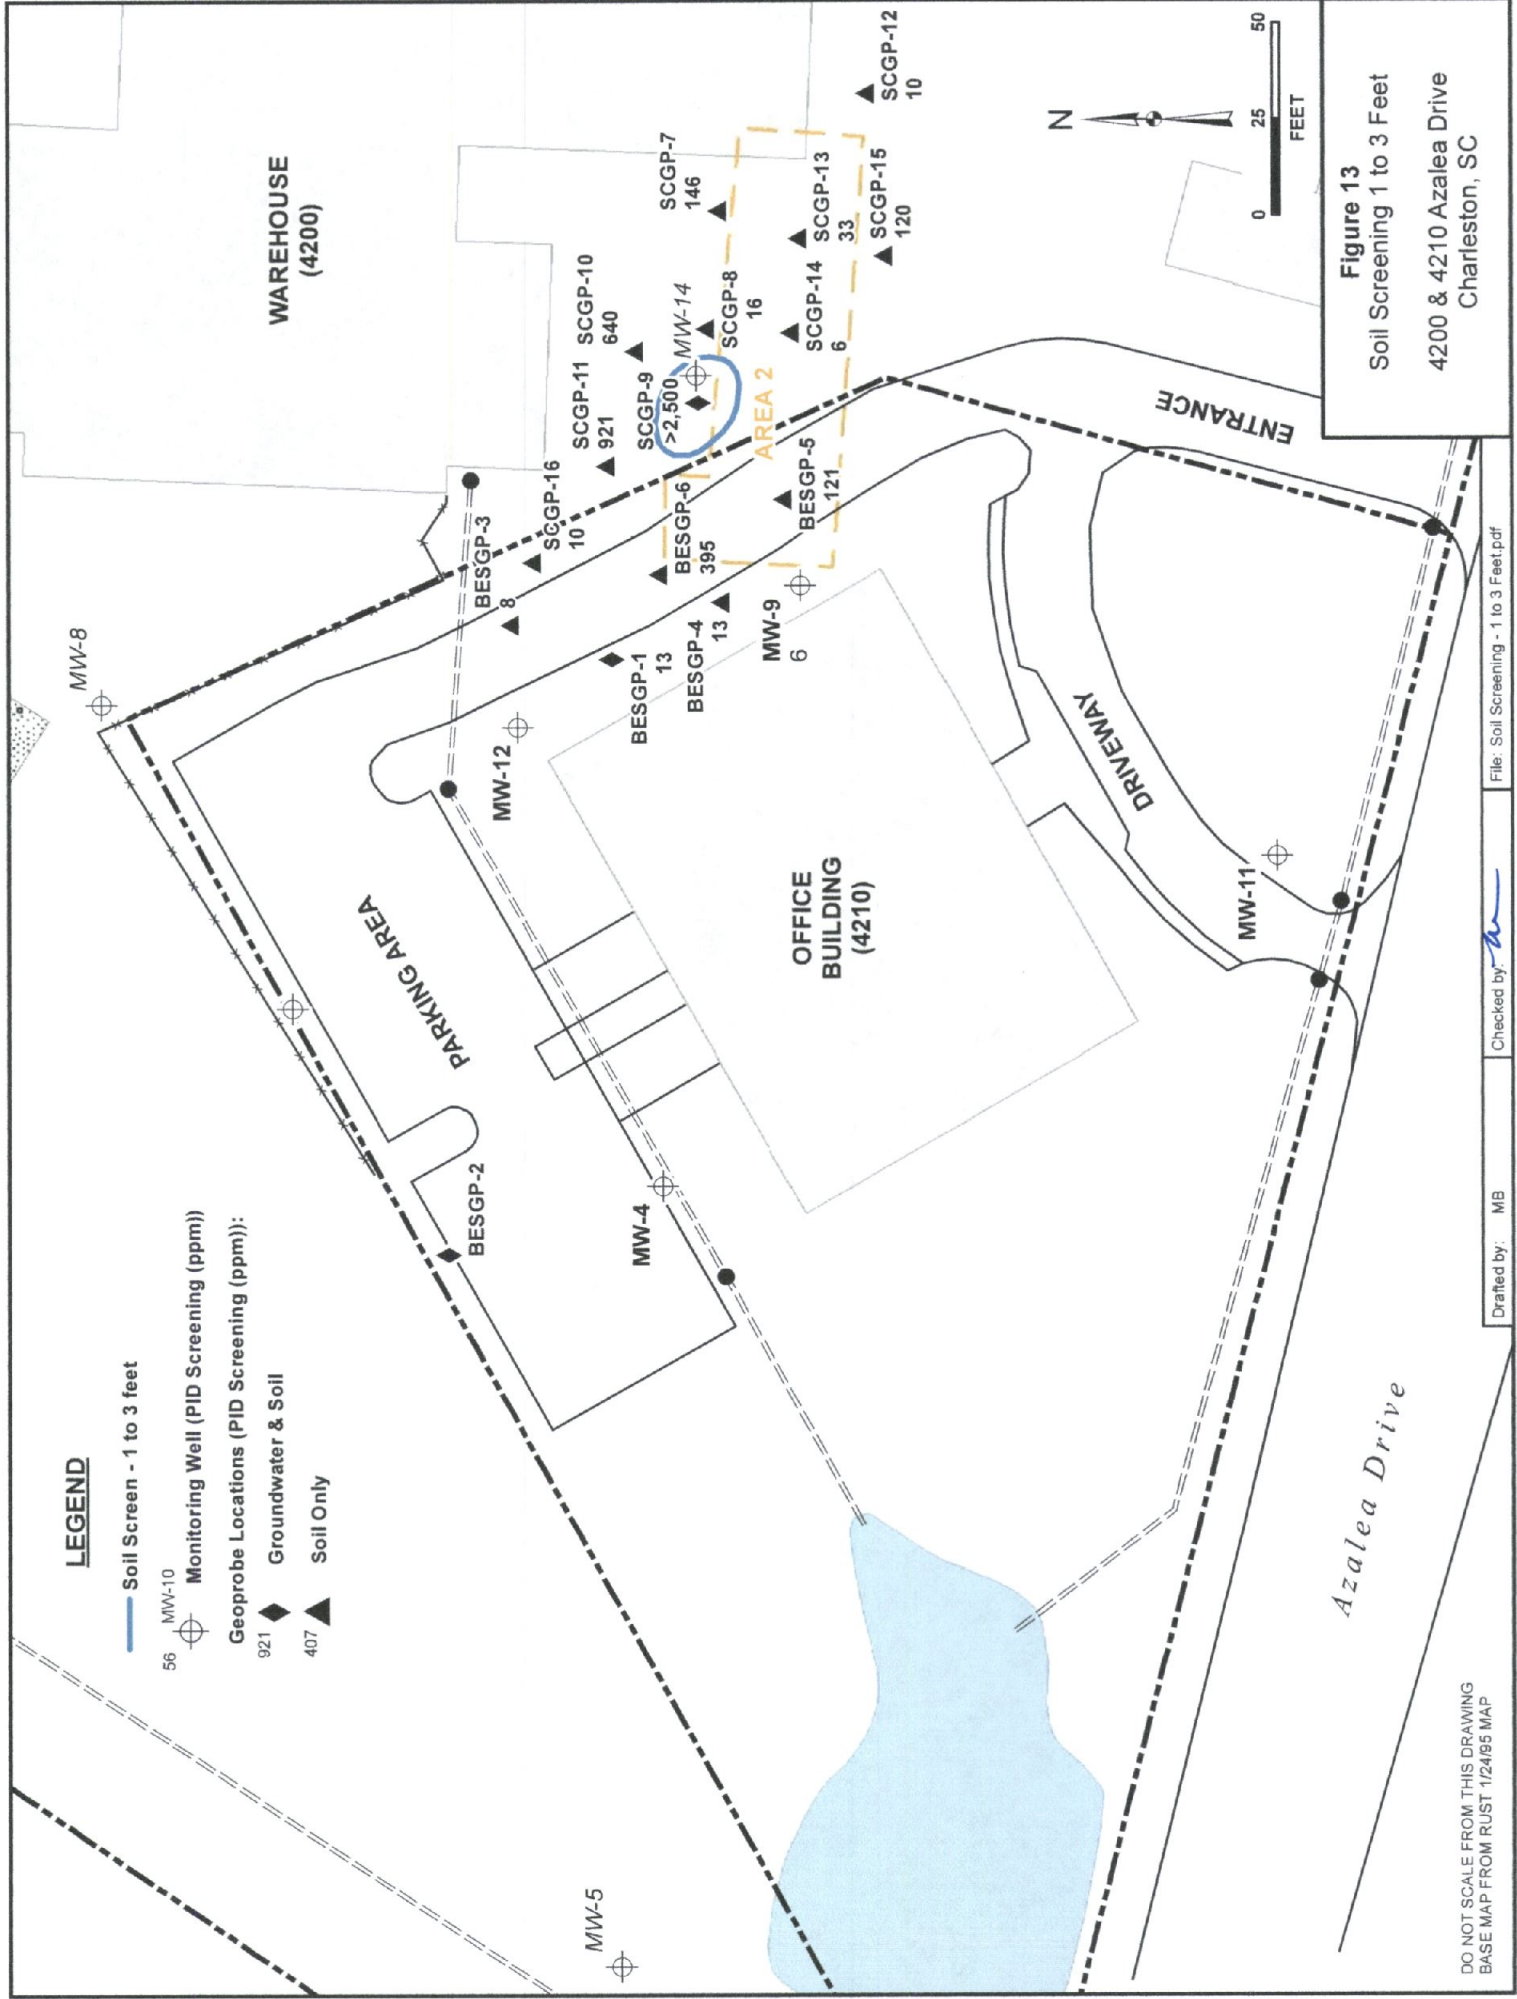 LEGEND
Soil Screen - 1 to 3 feet
56
MW-10
Monitoring Well (PID Screening (ppm))
Geoprobe Locations (PID Screening (ppm)):
921
Groundwater & Soil
407
Soil Only
MW-8
WAREHOUSE
(4200)
PARKING AREA
BESGP-2
MW-4
MW-12
BESGP-3
8
SCGP-16
10
SCGP-11
921
SCGP-10
640
SCGP-9
>2,500
MW-14
SCGP-7
146
SCGP-8
16
SCGP-12
10
SCGP-13
33
SCGP-15
120
SCGP-14
6
AREA 2
BESGP-6
395
BESGP-5
121
BESGP-1
13
BESGP-4
13
MW-9
6
OFFICE
BUILDING
(4210)
DRIVEWAY
ENTRANCE
MW-11
MW-5
Azalea Drive
N
0 25 50
FEET
Figure 13
Soil Screening 1 to 3 Feet
4200 & 4210 Azalea Drive
Charleston, SC
DO NOT SCALE FROM THIS DRAWING
BASE MAP FROM RUST 1/24/95 MAP
Drafted by: MB
Checked by:
File: Soil Screening - 1 to 3 Feet.pdf